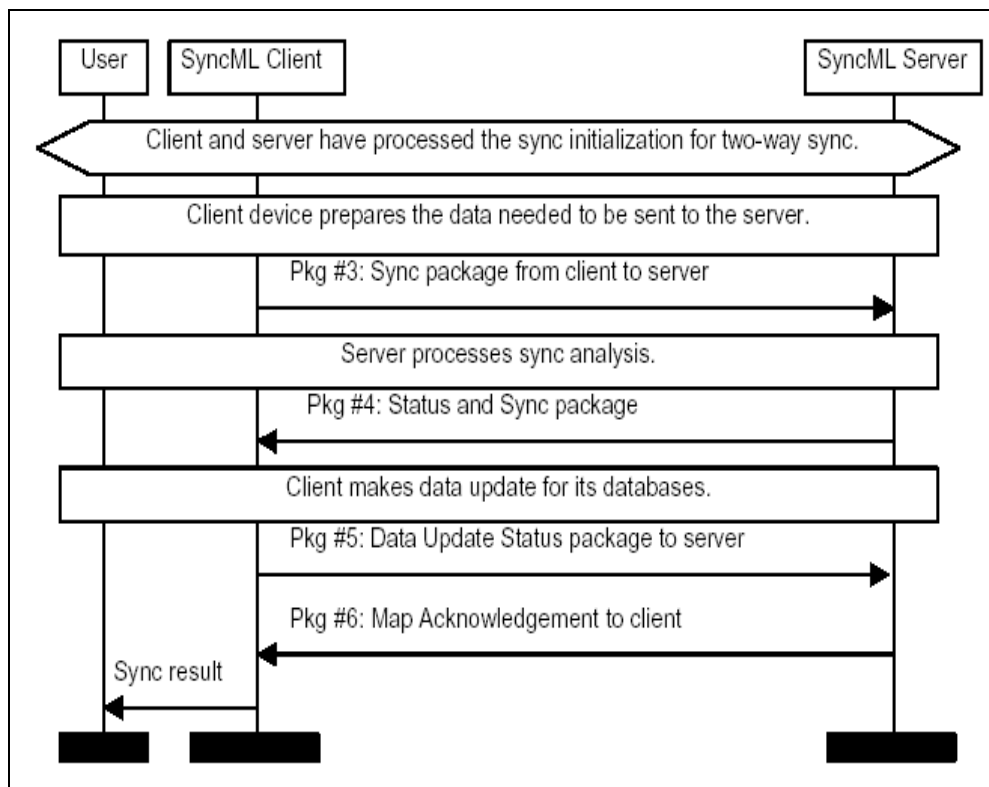 User
SyncML Client
SyncML Server
Client and server have processed the sync initialization for two-way sync.
Client device prepares the data needed to be sent to the server.
Pkg #3: Sync package from client to server
Server processes sync analysis.
Pkg #4: Status and Sync package
Client makes data update for its databases.
Pkg #5: Data Update Status package to server
Pkg #6: Map Acknowledgement to client
Sync result